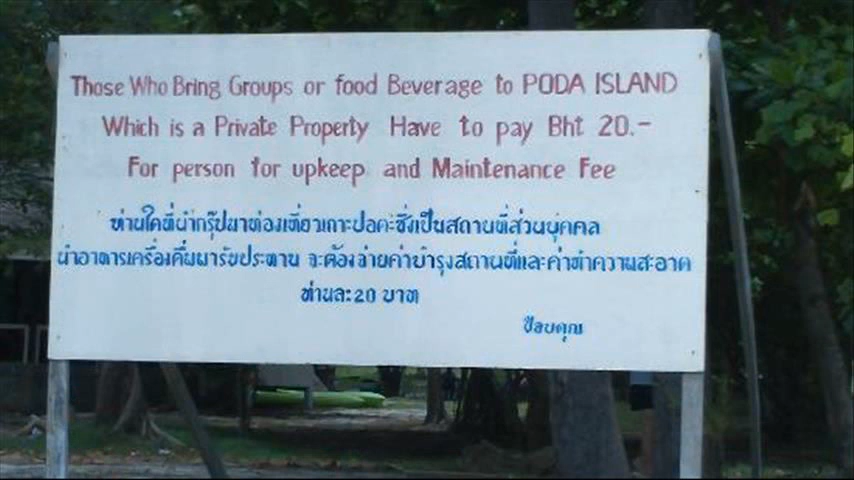 Those Who Bring Groups or food Beverage to PODA ISLAND
Which is a Private Property Have to pay Bht 20.-
For person for upkeep and Maintenance Fee
ท่านใดที่นำกรุ๊ปมาท่องเที่ยวเกาะปอดะซึ่งเป็นสถานที่ส่วนบุคคล
นำอาหารเครื่องดื่มมารับประทาน จะต้องจ่ายค่าบำรุงสถานที่และค่าทำความสะอาด
ท่านละ 20 บาท
ขอบคุณ